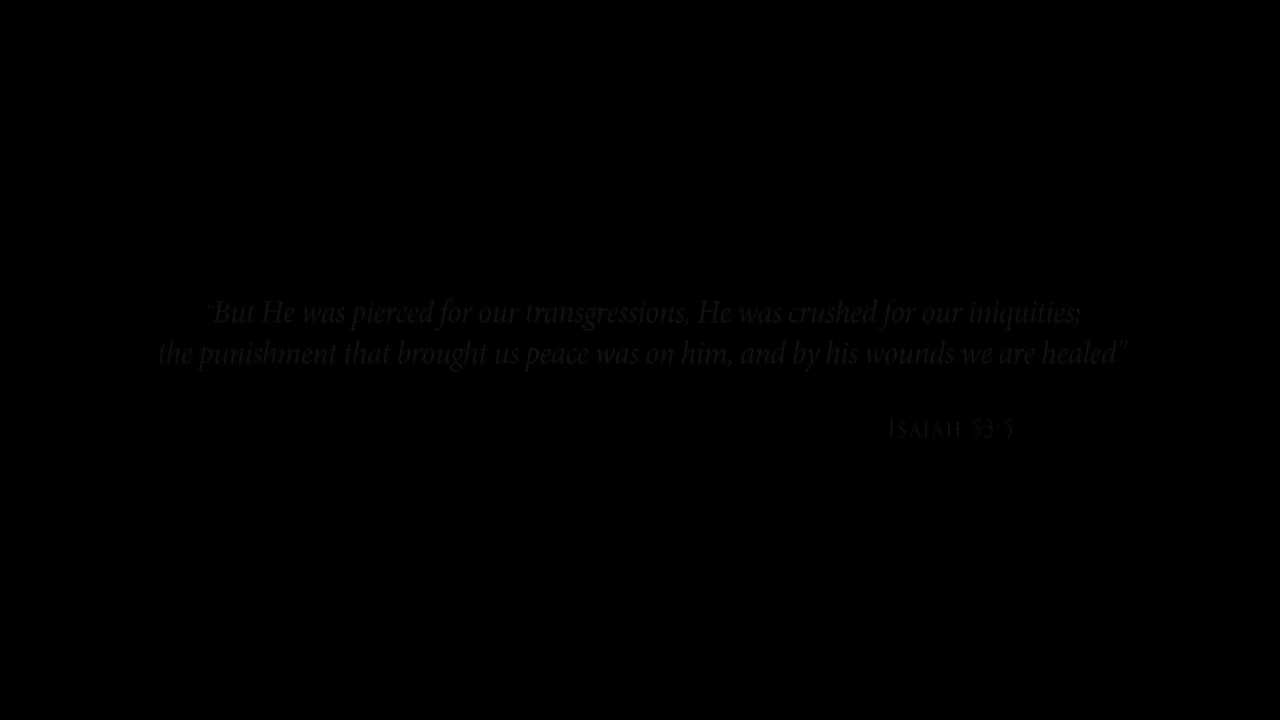 “But He was pierced for our transgressions, He was crushed for our iniquities;
the punishment that brought us peace was on him, and by his wounds we are healed”
Isaiah 53:5